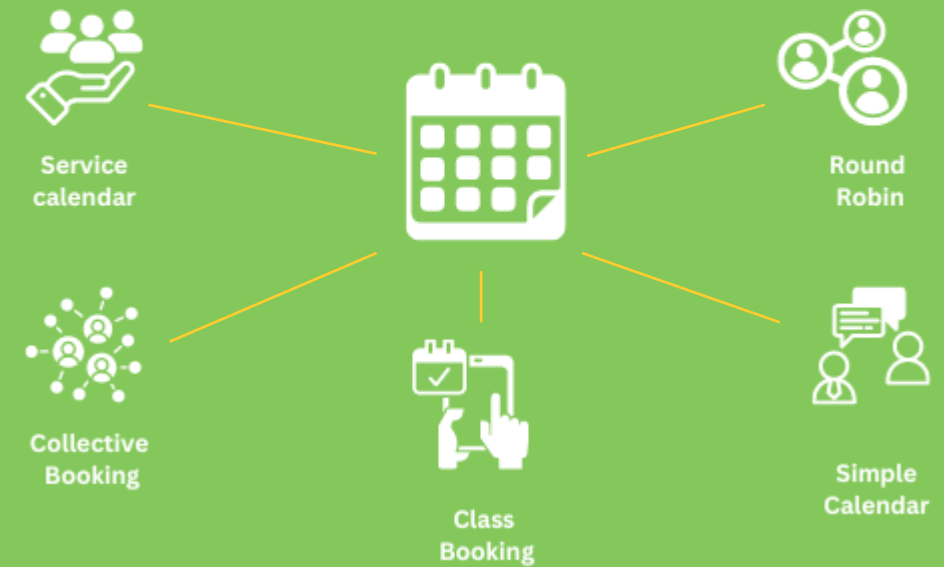 Service
calendar
Round
Robin
Collective
Booking
Class
Booking
Simple
Calendar